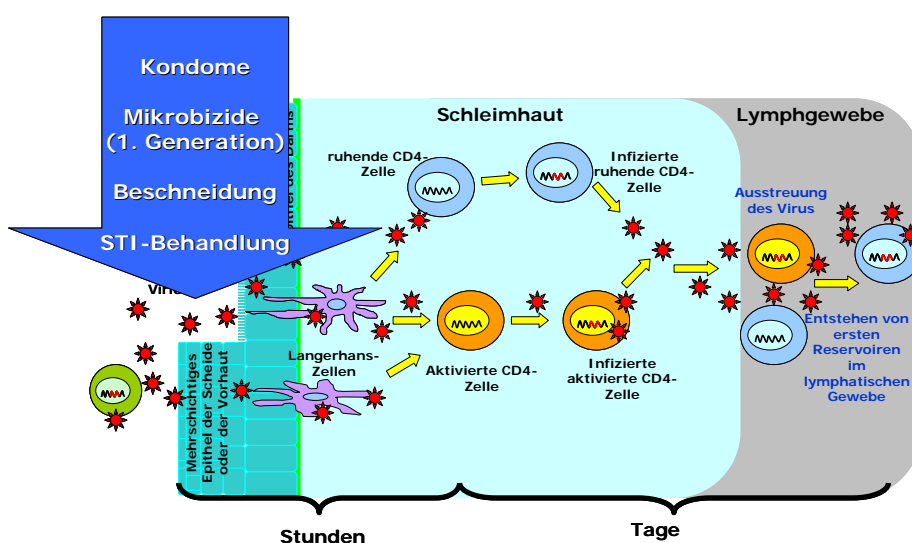 Kondome
Mikrobizide
(1. Generation)
Beschneidung
STI-Behandlung
Schleimhaut
Lymphgewebe
ruhende CD4-
Zelle
Infizierte
ruhende CD4-
Zelle
Ausstreuung
des Virus
Langerhans-
Zellen
Aktivierte CD4-
Zelle
Infizierte
aktivierte CD4-
Zelle
Entstehen von
ersten
Reservoiren
im
lymphatischen
Gewebe
Mehrschichtiges
Epithel der Scheide
oder der Vorhaut
des Darms
Stunden
Tage